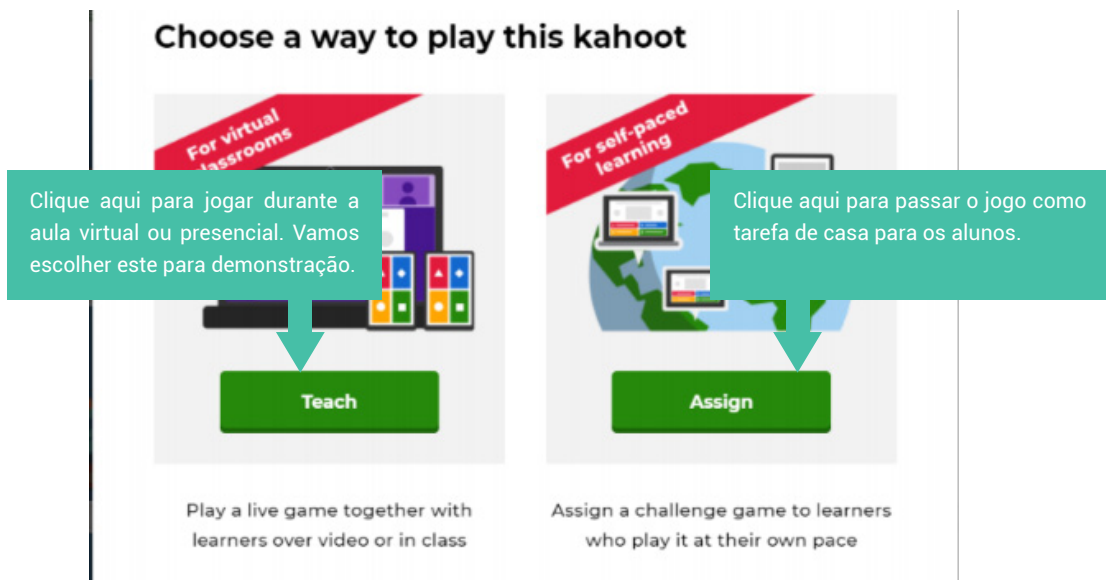 Choose a way to play this kahoot
For virtual
classrooms
Clique aqui para jogar durante a
aula virtual ou presencial. Vamos
escolher este para demonstração.
Teach
Play a live game together with
learners over video or in class
For self-paced
learning
Clique aqui para passar o jogo como
tarefa de casa para os alunos.
Assign
Assign a challenge game to learners
who play it at their own pace